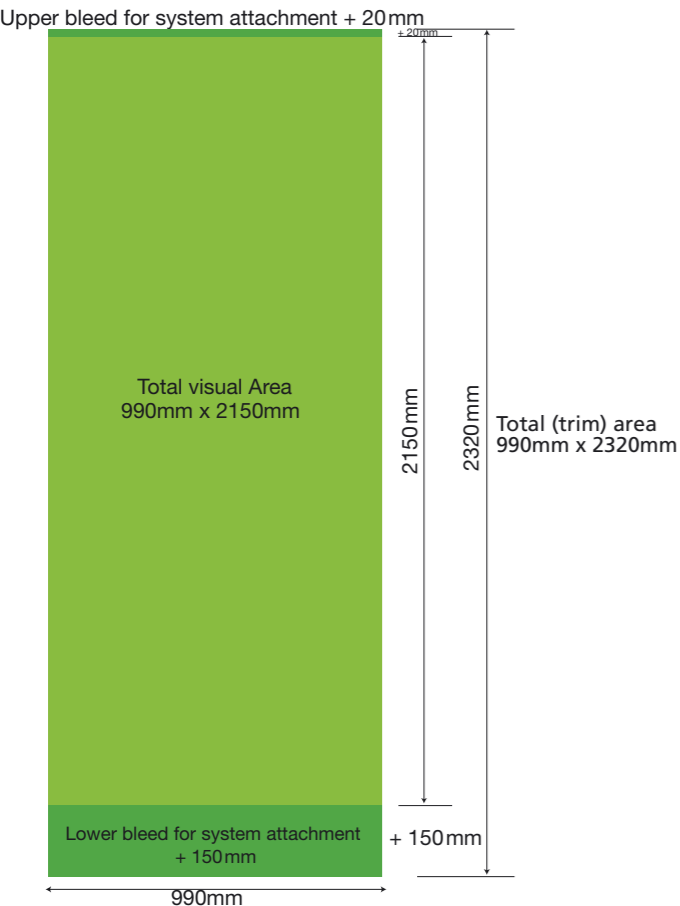 Upper bleed for system attachment + 20mm
+ 20mm
Total visual Area
990mm x 2150mm
2150mm
2320mm
Total (trim) area
990mm x 2320mm
Lower bleed for system attachment
+ 150mm
+ 150mm
990mm